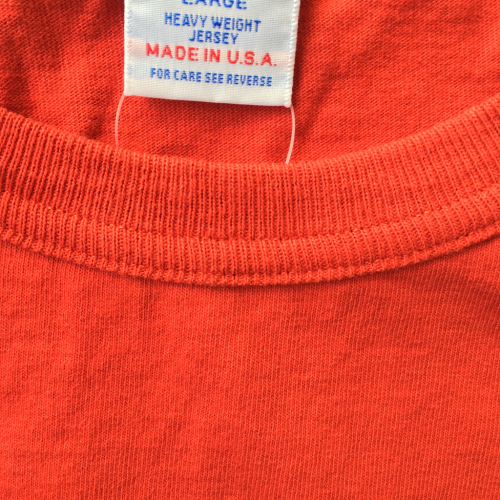 LARGE
HEAVY WEIGHT
JERSEY
MADE IN U.S.A.
FOR CARE SEE REVERSE